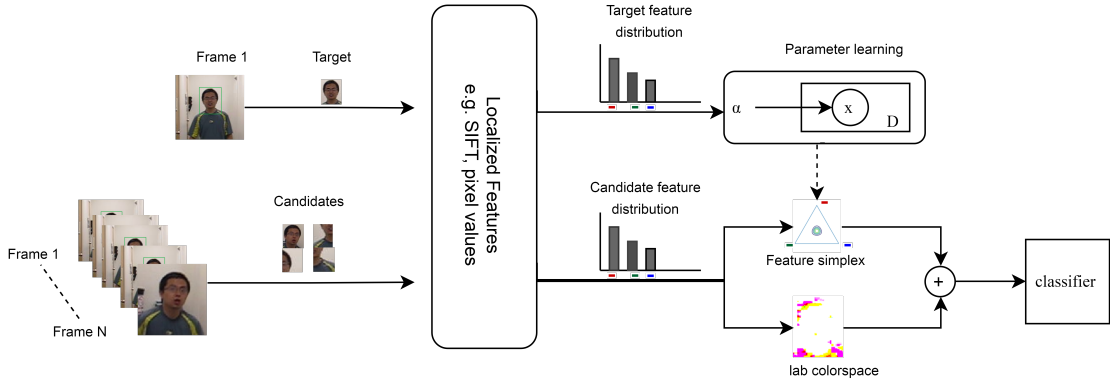 Frame 1
Target
Localized Features
e.g. SIFT, pixel values
Target feature
distribution
Parameter learning
α
x
D
Frame 1
Frame N
Candidates
Candidate feature
distribution
Feature simplex
+
classifier
lab colorspace